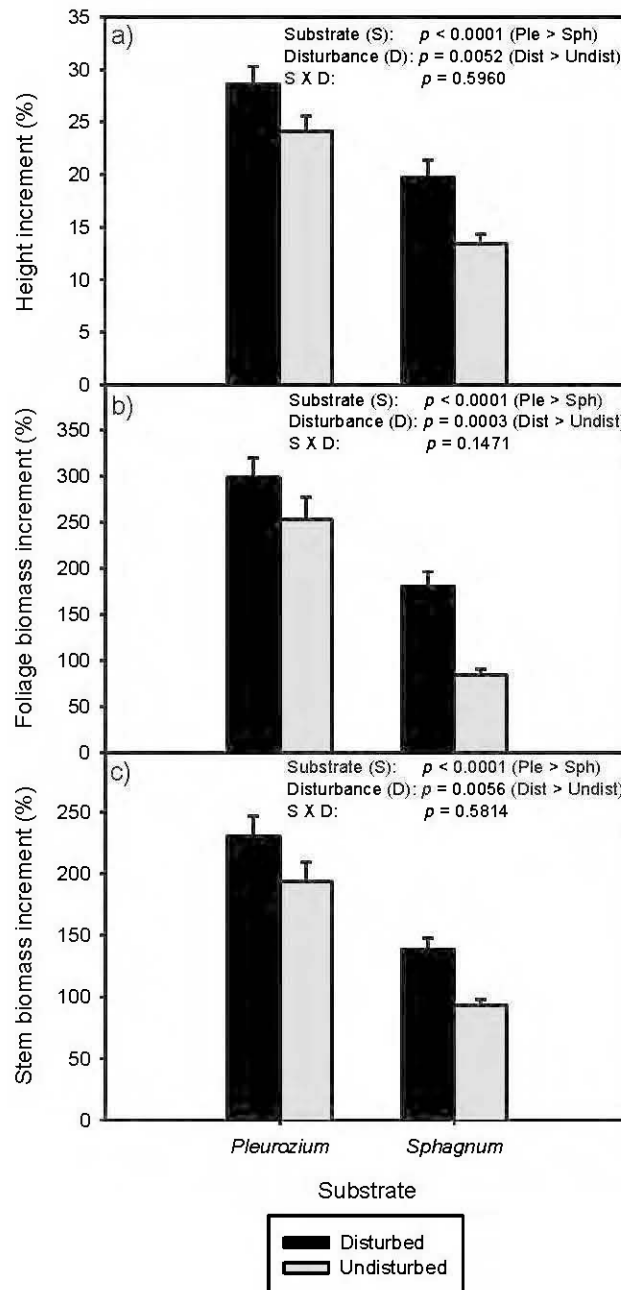 a)
Substrate (S): p < 0.0001 (Ple > Sph)
Disturbance (D): p = 0.0052 (Dist > Undist)
S X D: p = 0.5960
Height increment (%)
35
30
25
20
15
10
5
0
b)
Substrate (S): p < 0.0001 (Ple > Sph)
Disturbance (D): p = 0.0003 (Dist > Undist)
S X D: p = 0.1471
Foliage biomass increment (%)
350
300
250
200
150
100
50
0
c)
Substrate (S): p < 0.0001 (Ple > Sph)
Disturbance (D): p = 0.0056 (Dist > Undist)
S X D: p = 0.5814
Stem biomass increment (%)
250
200
150
100
50
0
Pleurozium Sphagnum
Substrate
Disturbed
Undisturbed